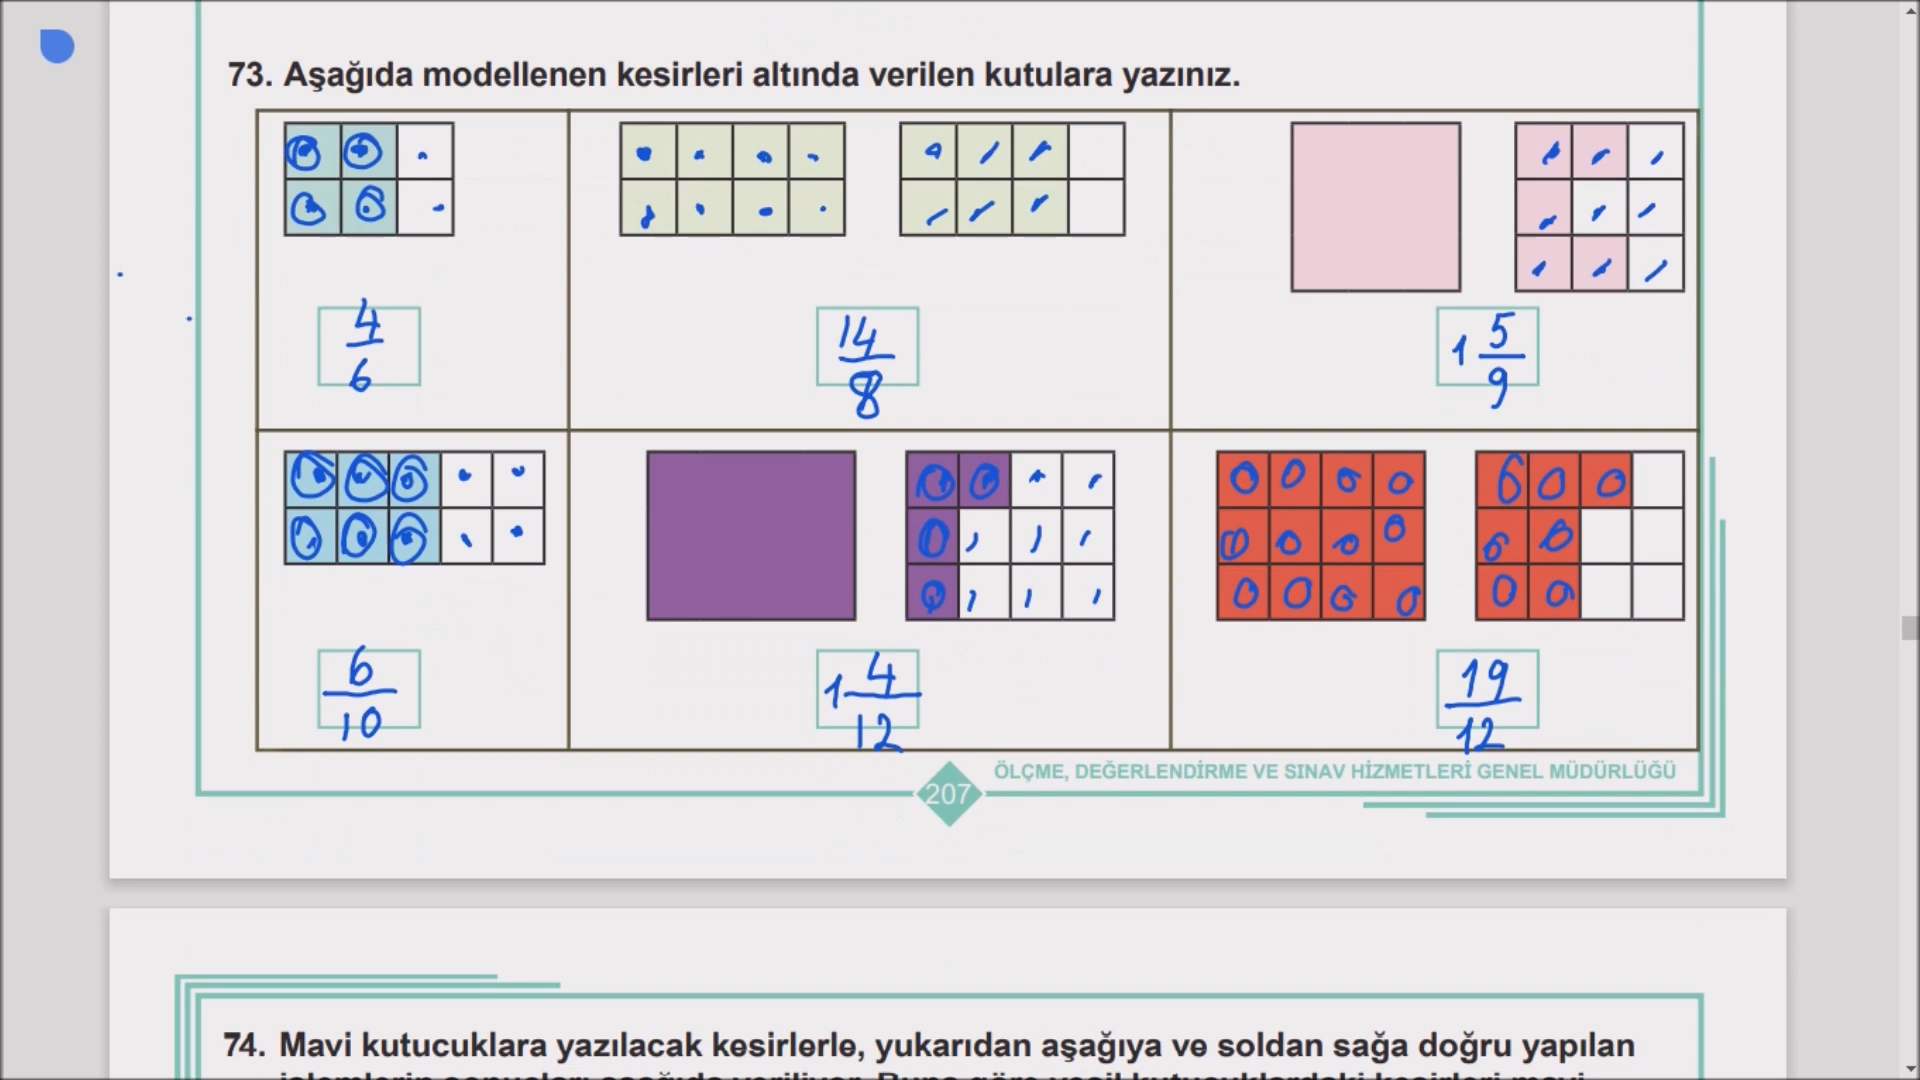 73. Aşağıda modellenen kesirleri altında verilen kutulara yazınız.
4/6
14/8
1 5/9
6/10
1 4/12
19/12
ÖLÇME, DEĞERLENDİRME VE SINAV HİZMETLERİ GENEL MÜDÜRLÜĞÜ
207
74. Mavi kutucuklara yazılacak kesirlerle, yukarıdan aşağıya ve soldan sağa doğru yapılan